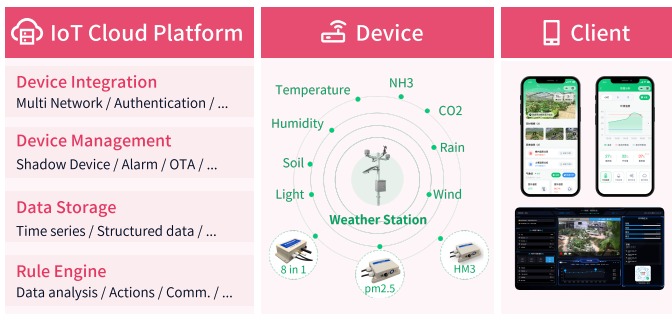 IoT Cloud Platform
Device Integration
Multi Network / Authentication / ...
Device Management
Shadow Device / Alarm / OTA / ...
Data Storage
Time series / Structured data / ...
Rule Engine
Data analysis / Actions / Comm. / ...
Device
Temperature
NH3
CO2
Humidity
Rain
Soil
Light
Wind
Weather Station
8 in 1
pm2.5
HM3
Client